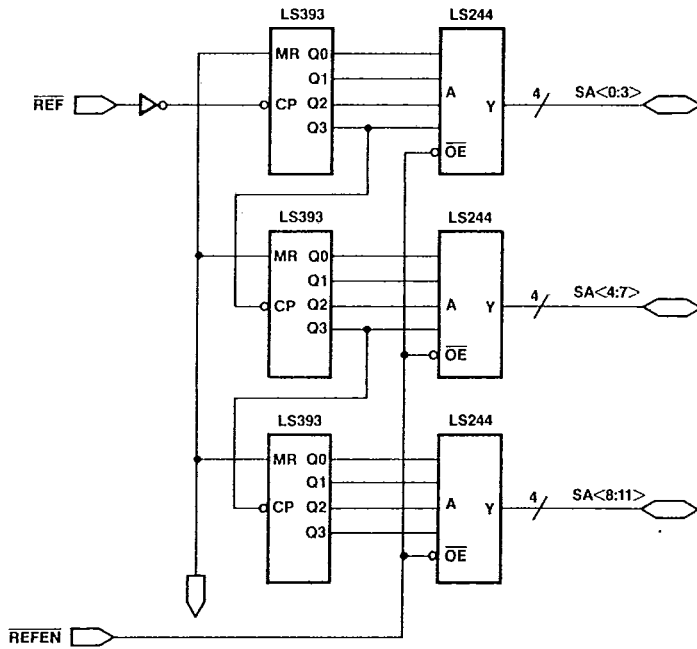 LS393 LS244
MR Q0
Q1
REF CP Q2 A Y 4 SA<0:3>
Q3
OE
LS393 LS244
MR Q0
Q1
CP Q2 A Y 4 SA<4:7>
Q3
OE
LS393 LS244
MR Q0
Q1
CP Q2 A Y 4 SA<8:11>
Q3
OE
REFEN